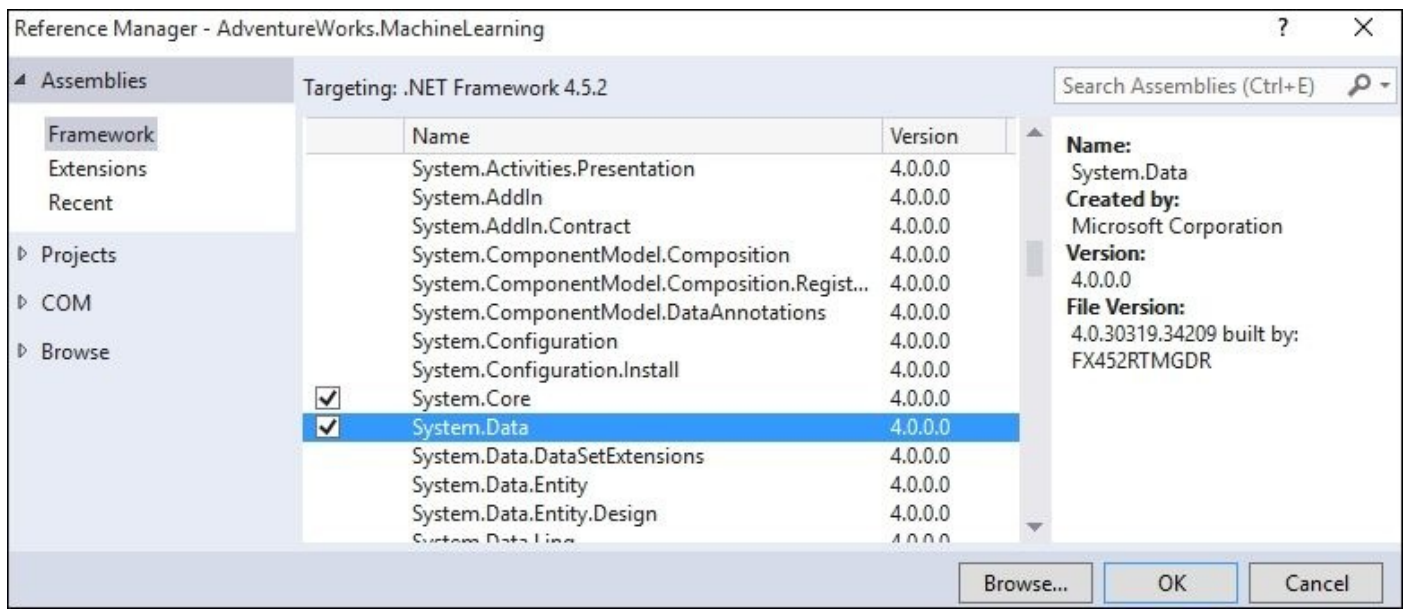 Reference Manager - AdventureWorks.MachineLearning
? X
Assemblies
Framework
Extensions
Recent
Projects
COM
Browse
Targeting: .NET Framework 4.5.2
Search Assemblies (Ctrl+E)
Name Version
System.Activities.Presentation 4.0.0.0
System.AddIn 4.0.0.0
System.AddIn.Contract 4.0.0.0
System.ComponentModel.Composition 4.0.0.0
System.ComponentModel.Composition.Regist... 4.0.0.0
System.ComponentModel.DataAnnotations 4.0.0.0
System.Configuration 4.0.0.0
System.Configuration.Install 4.0.0.0
System.Core 4.0.0.0
System.Data 4.0.0.0
System.Data.DataSetExtensions 4.0.0.0
System.Data.Entity 4.0.0.0
System.Data.Entity.Design 4.0.0.0
System.Data.Linq 4.0.0.0
Name:
System.Data
Created by:
Microsoft Corporation
Version:
4.0.0.0
File Version:
4.0.30319.34209 built by:
FX452RTMGDR
Browse... OK Cancel